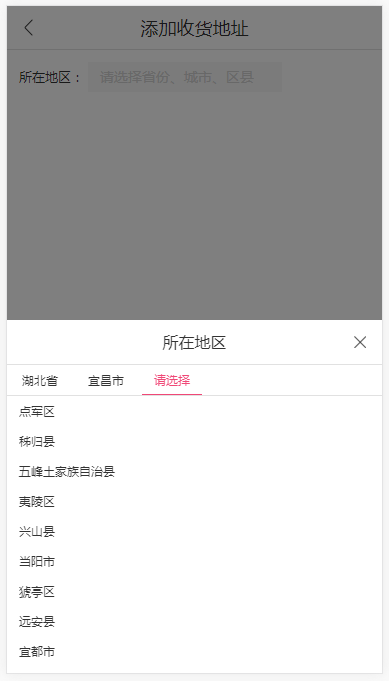 添加收货地址
所在地区： 请选择省份、城市、区县
所在地区
湖北省 宜昌市 请选择
点军区
秭归县
五峰土家族自治县
夷陵区
兴山县
当阳市
猇亭区
远安县
宜都市